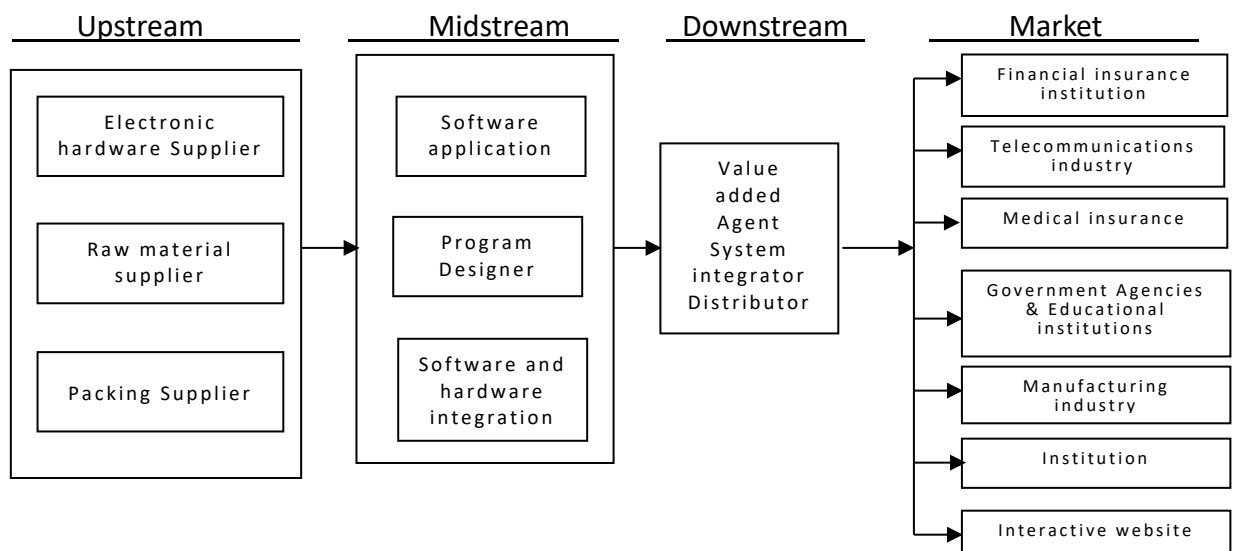 Upstream
Midstream
Downstream
Market
Electronic
hardware Supplier
Raw material
supplier
Packing Supplier
Software
application
Program
Designer
Software and
hardware
integration
Value
added
Agent
System
integrator
Distributor
Financial insurance
institution
Telecommunications
industry
Medical insurance
Government Agencies
& Educational
institutions
Manufacturing
industry
Institution
Interactive website